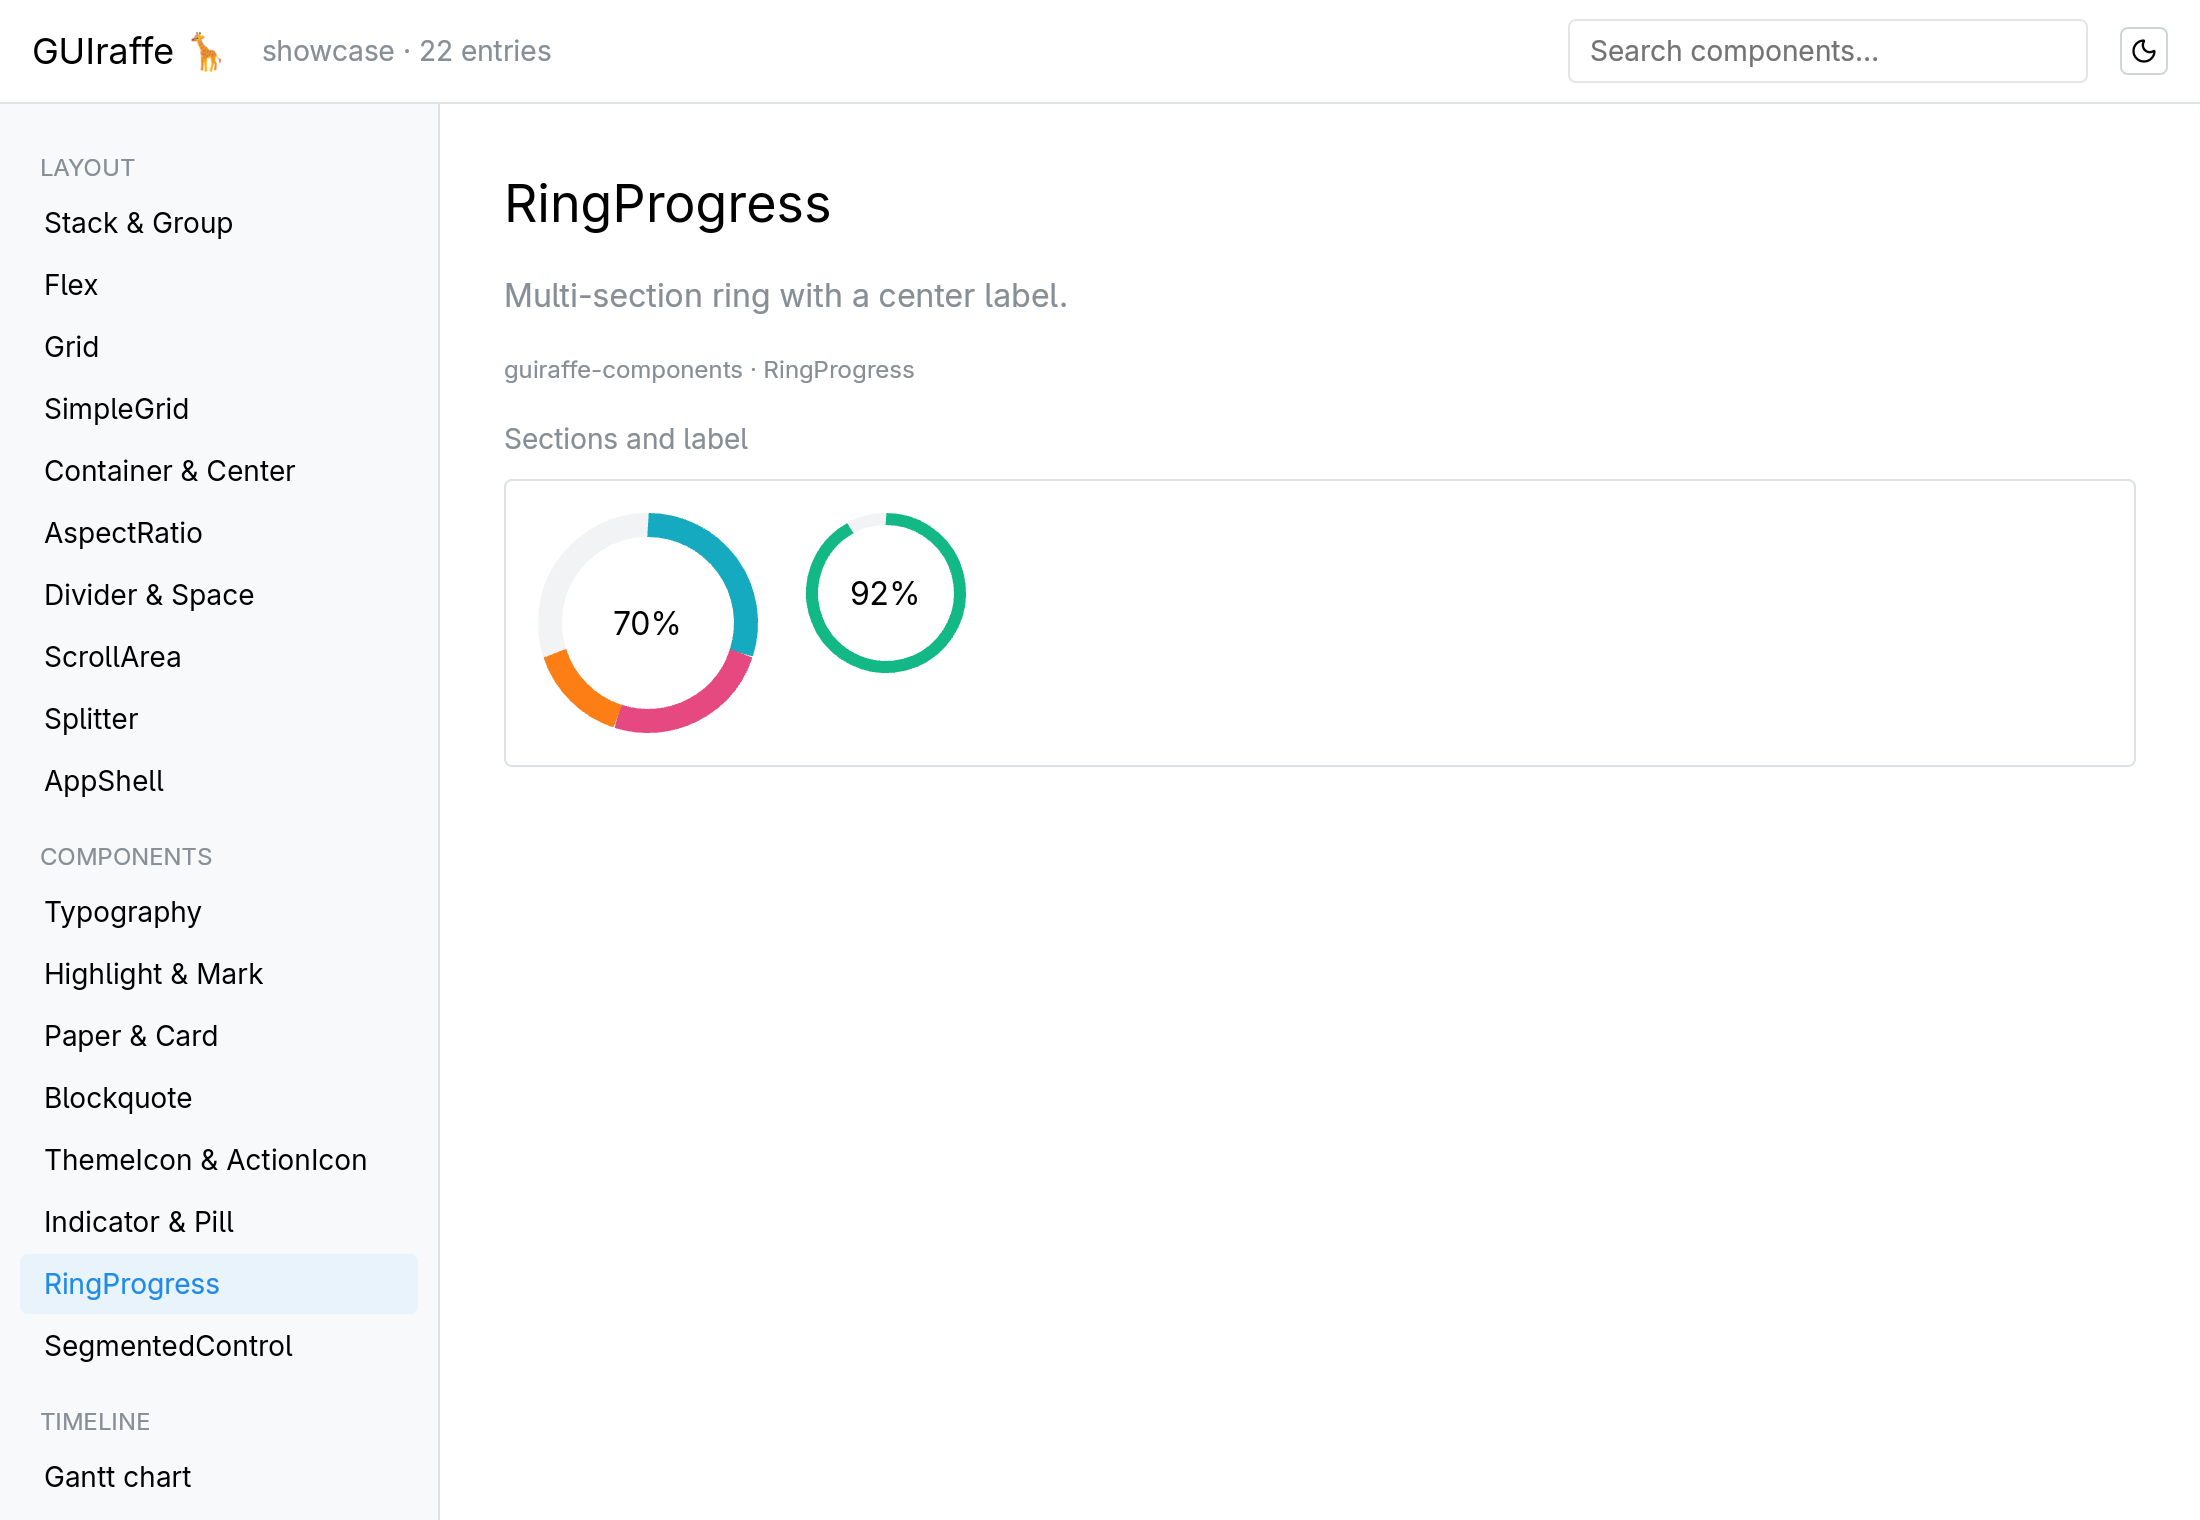 GUIraffe 🦒 showcase · 22 entries
Search components...
LAYOUT
Stack & Group
Flex
Grid
SimpleGrid
Container & Center
AspectRatio
Divider & Space
ScrollArea
Splitter
AppShell
COMPONENTS
Typography
Highlight & Mark
Paper & Card
Blockquote
ThemeIcon & ActionIcon
Indicator & Pill
RingProgress
SegmentedControl
TIMELINE
Gantt chart
RingProgress
Multi-section ring with a center label.
guiraffe-components · RingProgress
Sections and label
70%
92%